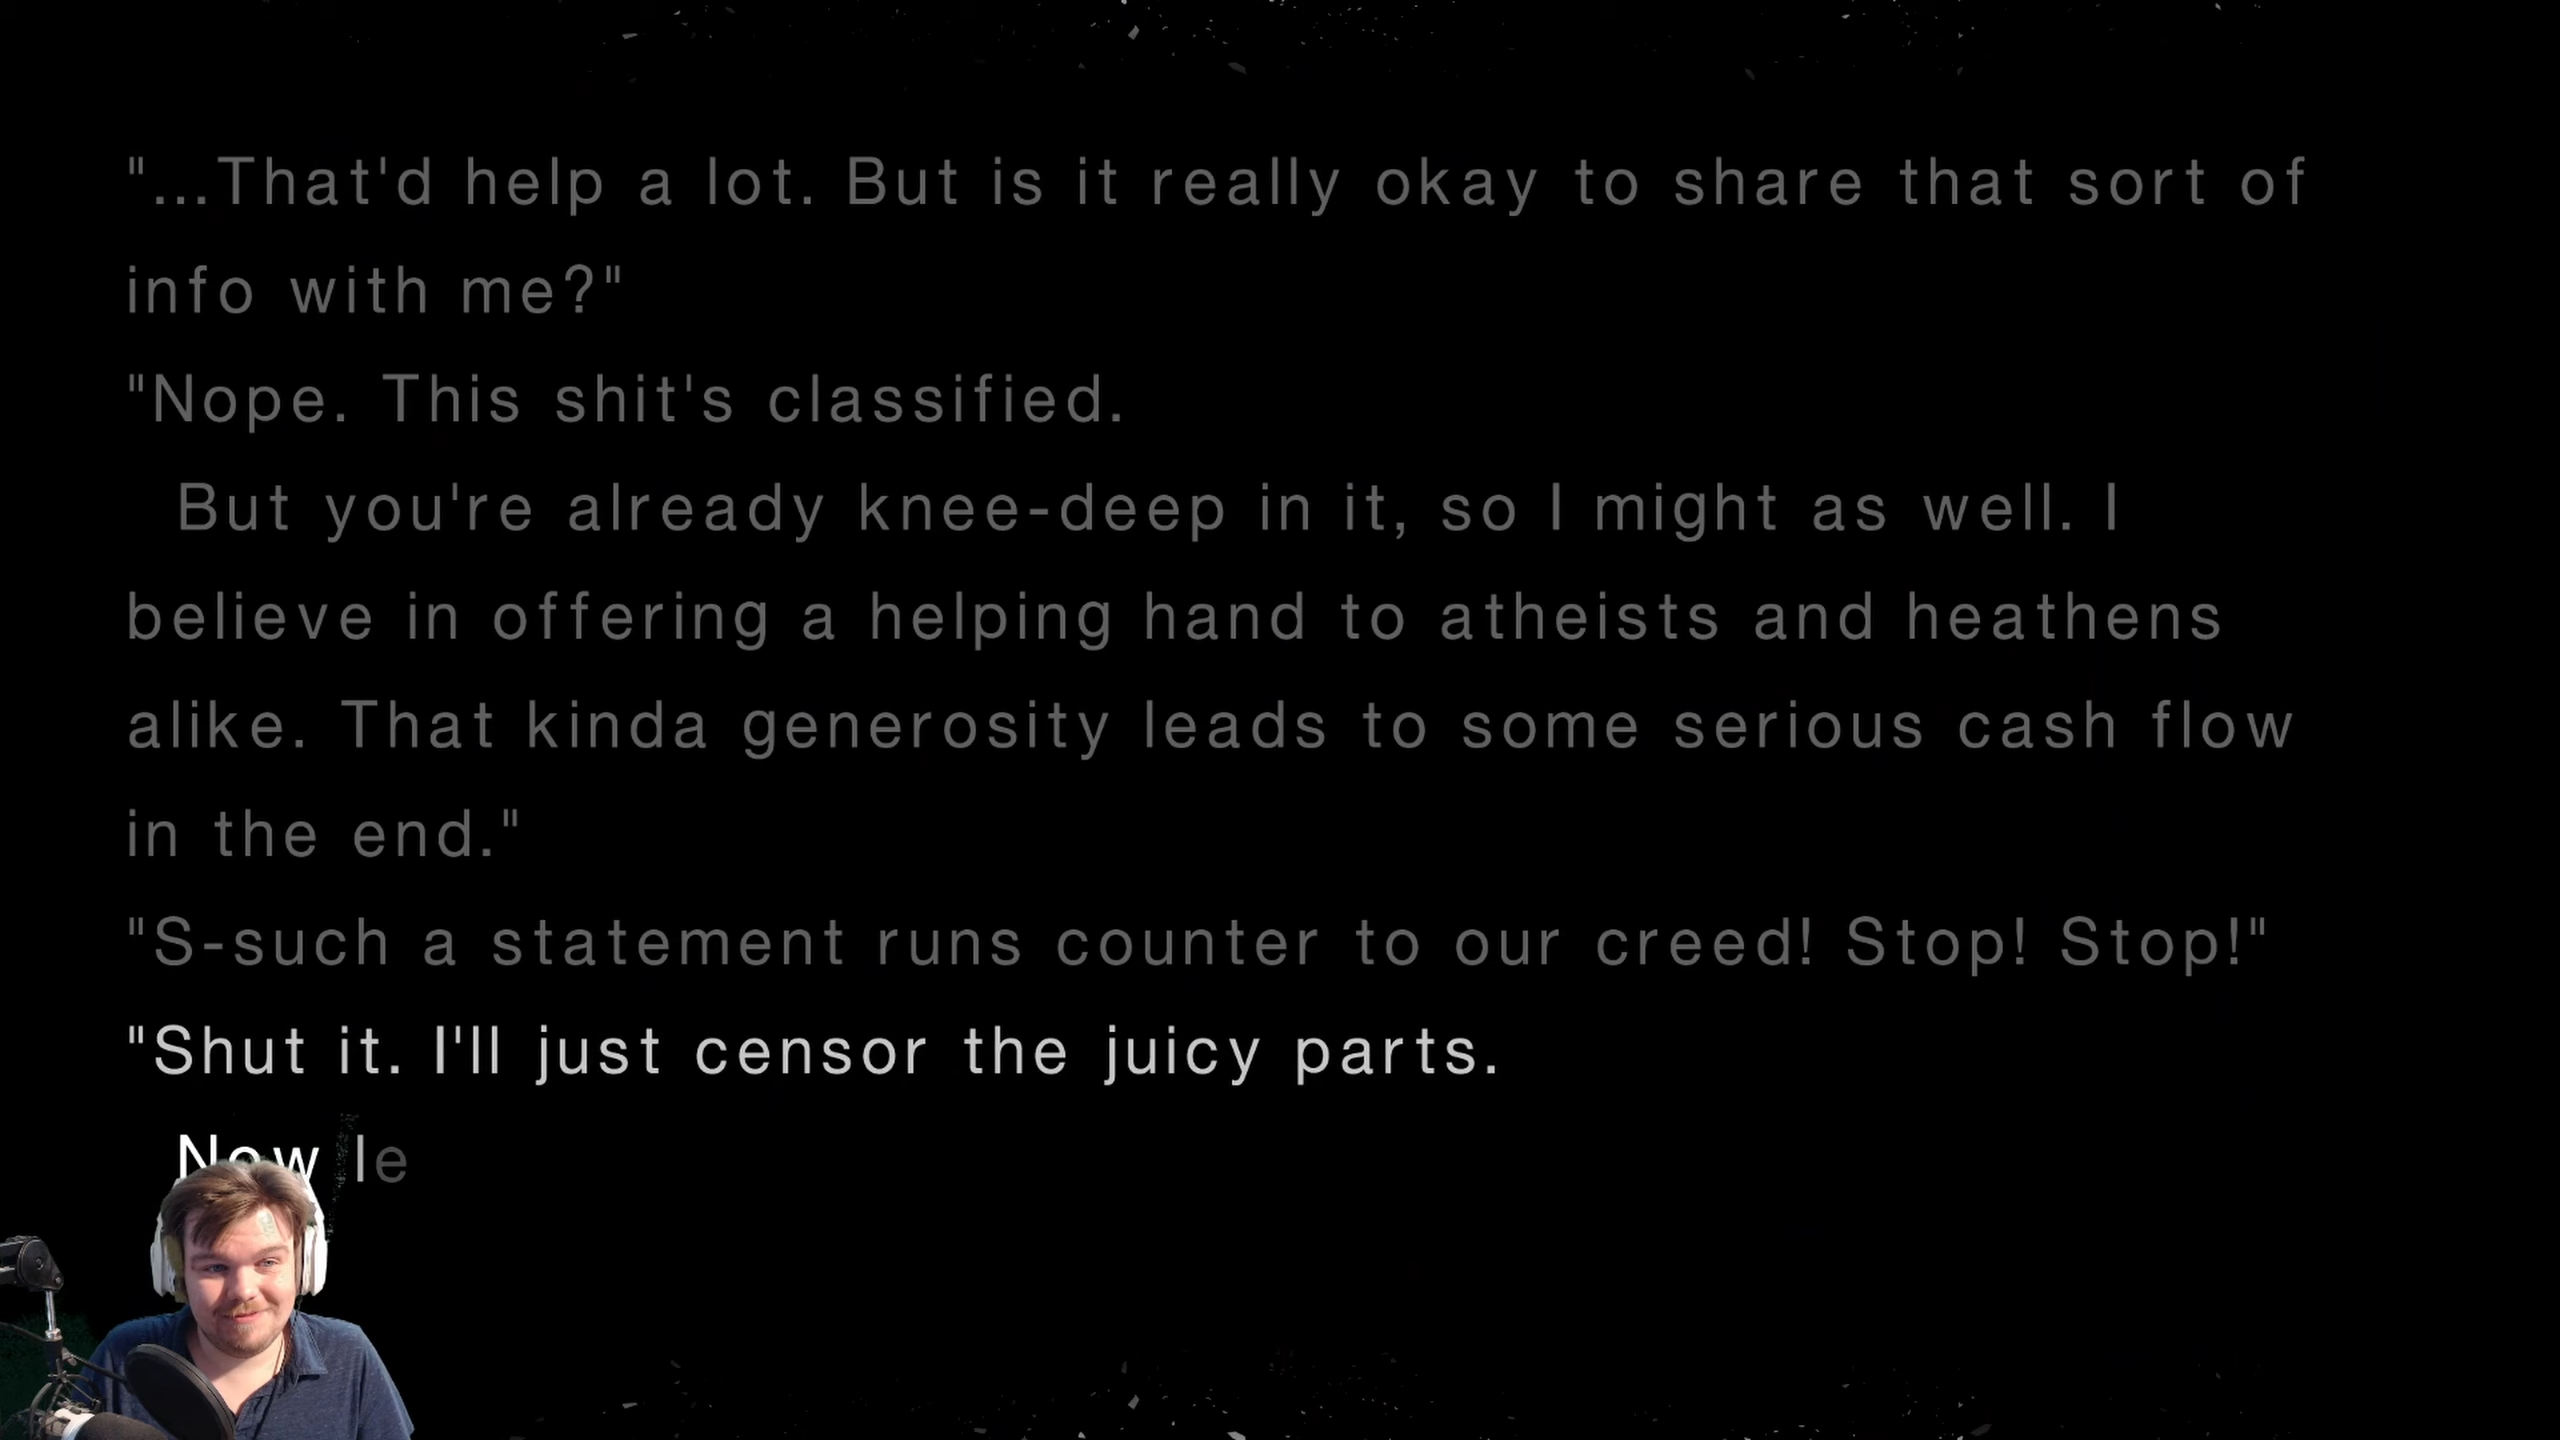 "...That'd help a lot. But is it really okay to share that sort of
info with me?"
"Nope. This shit's classified.
But you're already knee-deep in it, so I might as well. I
believe in offering a helping hand to atheists and heathens
alike. That kinda generosity leads to some serious cash flow
in the end."
"S-such a statement runs counter to our creed! Stop! Stop!"
"Shut it. I'll just censor the juicy parts.
Now le